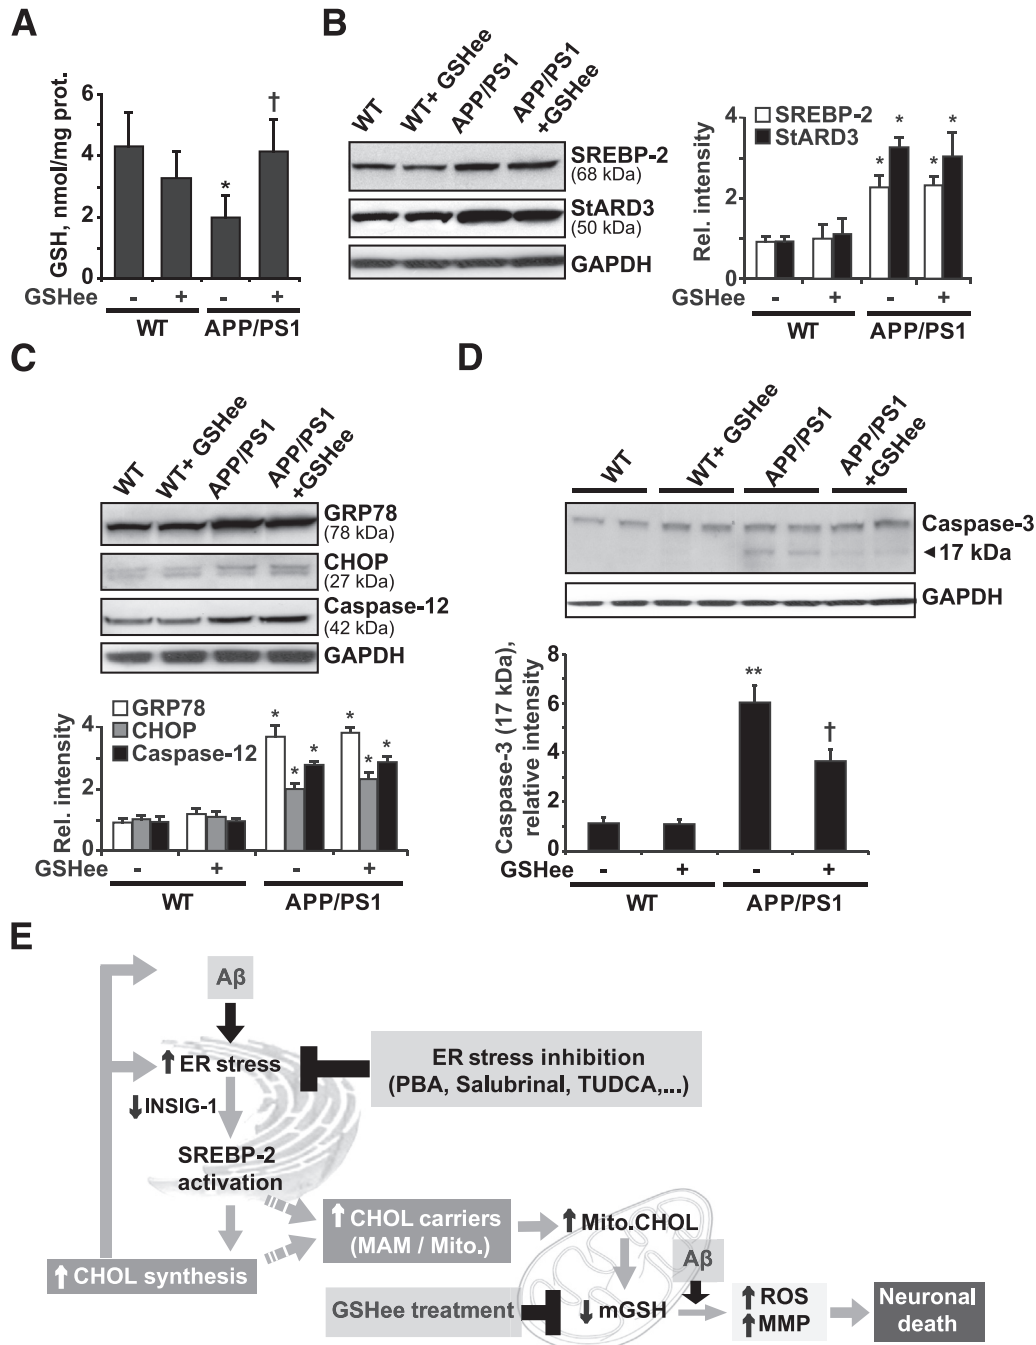 A
GSH, nmol/mg prot.
6
4
2
0
*
†
GSHee - + - +
WT APP/PS1
B
WT WT+ GSHee APP/PS1 APP/PS1 +GSHee
SREBP-2
(68 kDa)
StARD3
(50 kDa)
GAPDH
Rel. intensity
4
2
0
SREBP-2
StARD3
* * * *
GSHee - + - +
WT APP/PS1
C
WT WT+ GSHee APP/PS1 APP/PS1 +GSHee
GRP78
(78 kDa)
CHOP
(27 kDa)
Caspase-12
(42 kDa)
GAPDH
Rel. intensity
4
2
0
GRP78
CHOP
Caspase-12
* * * * * *
GSHee - + - +
WT APP/PS1
D
WT WT+ GSHee APP/PS1 APP/PS1 +GSHee
Caspase-3
◄17 kDa
GAPDH
Caspase-3 (17 kDa),
relative intensity
8
6
4
2
0
**
†
GSHee - + - +
WT APP/PS1
E
Aβ
↑ ER stress
ER stress inhibition
(PBA, Salubrinal, TUDCA,...)
↓INSIG-1
SREBP-2
activation
↑ CHOL synthesis
↑ CHOL carriers
(MAM / Mito.)
↑ Mito.CHOL
Aβ
GSHee treatment
↓ mGSH
↑ ROS
↑ MMP
Neuronal
death